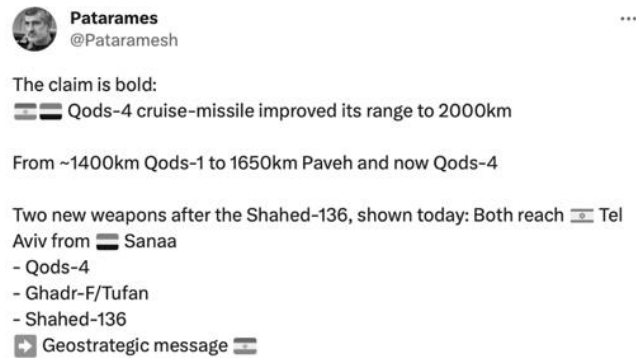 Patarames
@Pataramesh
The claim is bold:
🇮🇷🇾🇪 Qods-4 cruise-missile improved its range to 2000km
From ~1400km Qods-1 to 1650km Paveh and now Qods-4
Two new weapons after the Shahed-136, shown today: Both reach 🇮🇱 Tel
Aviv from 🇾🇪 Sanaa
- Qods-4
- Ghadr-F/Tufan
- Shahed-136
➡️ Geostrategic message 🇮🇱